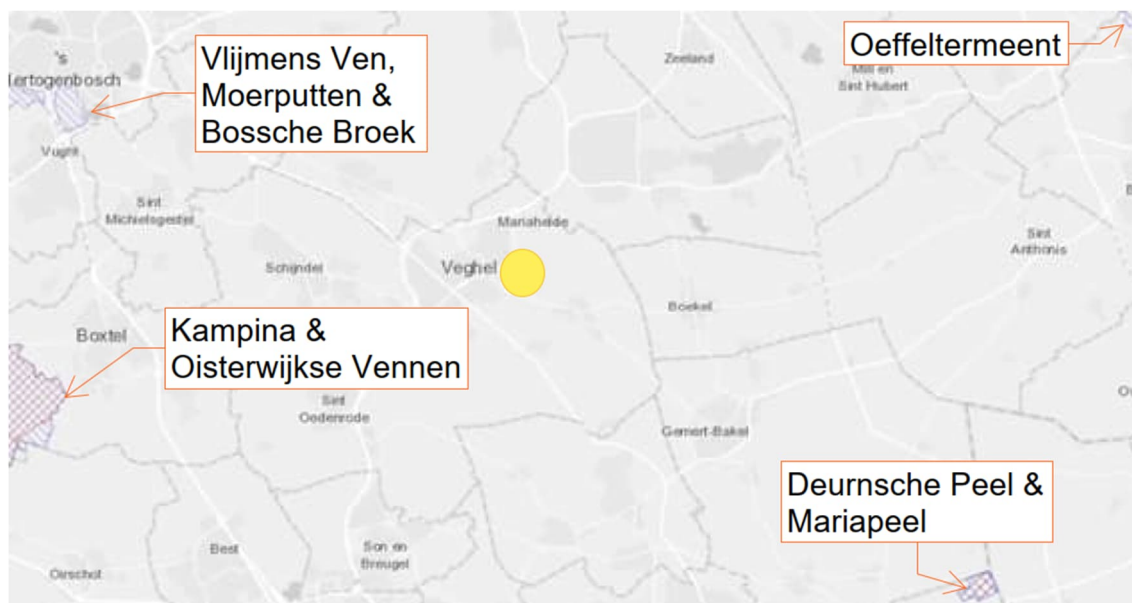 's
Hertogenbosch
Vlijmens Ven,
Moerputten &
Bossche Broek
Oeffeltermeent
Zeeland
Mill en
Sint Hubert
Vught
Sint
Michielsgestel
Mariaheide
Schijndel
Veghel
Sint
Anthonis
Boekel
Boxtel
Kampina &
Oisterwijkse Vennen
Sint
Oedenrode
Gemert-Bakel
Deurnsche Peel &
Mariapeel
Best
Son en
Breugel
Oirschot